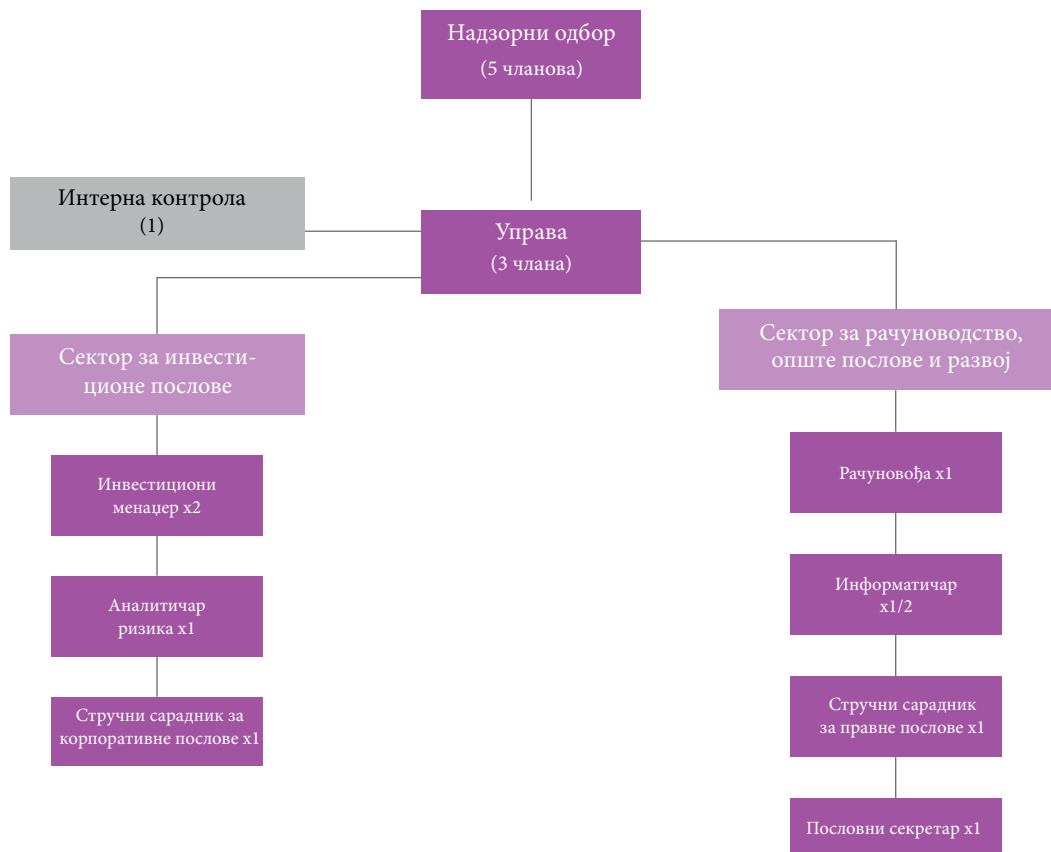 Надзорни одбор
(5 чланова)
Интерна контрола
(1)
Управа
(3 члана)
Сектор за инвести-
ционе послове
Инвестициони
менаџер x2
Аналитичар
ризика x1
Стручни сарадник за
корпоративне послове x1
Сектор за рачуноводство,
опште послове и развој
Рачуновођа x1
Информатичар
x1/2
Стручни сарадник
за правне послове x1
Пословни секретар x1